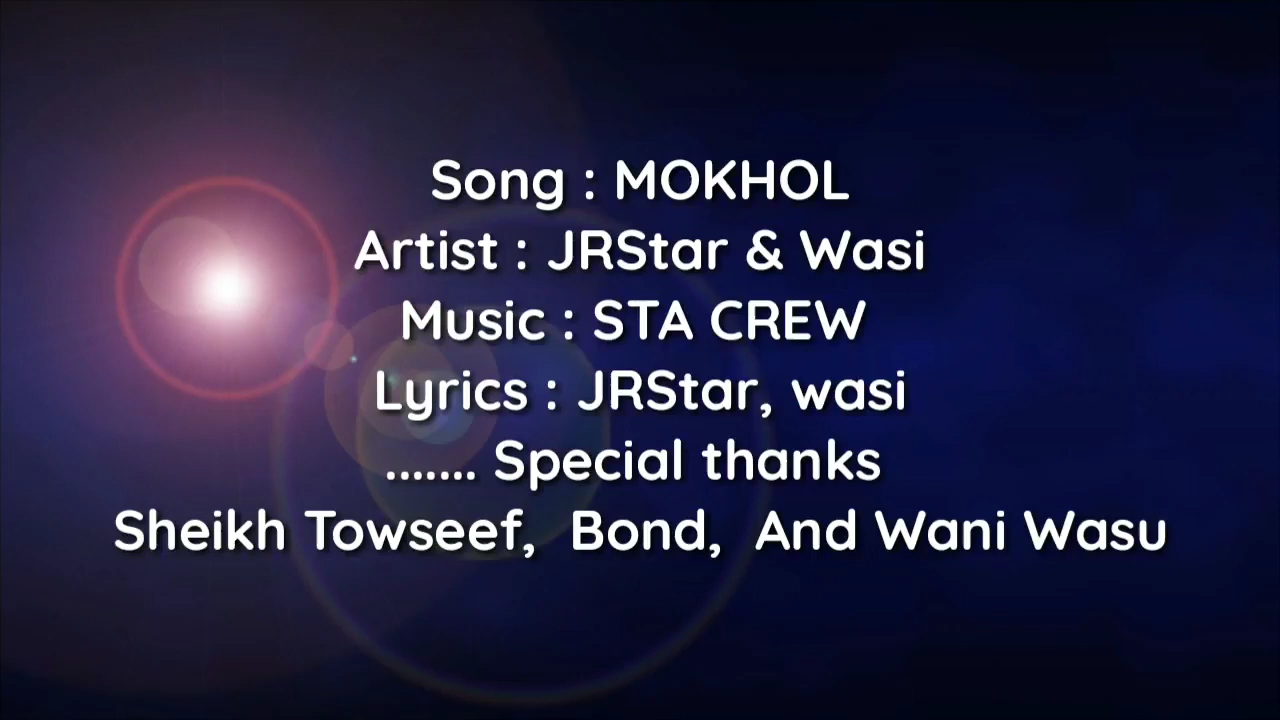 Song : MOKHOL
Artist : JRStar & Wasi
Music : STA CREW
Lyrics : JRStar, wasi
....... Special thanks
Sheikh Towseef,  Bond,  And Wani Wasu